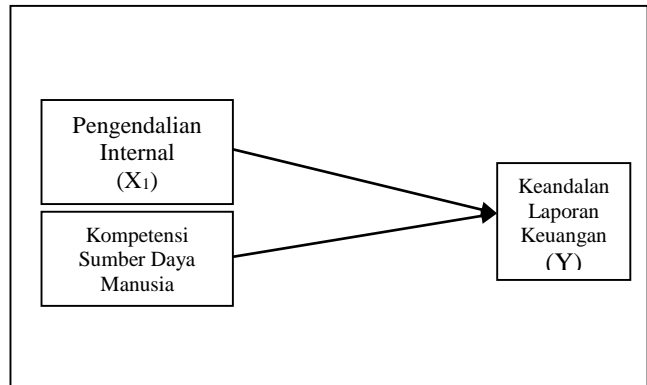 Pengendalian
Internal
(X₁)
Kompetensi
Sumber Daya
Manusia
Keandalan
Laporan
Keuangan
(Y)